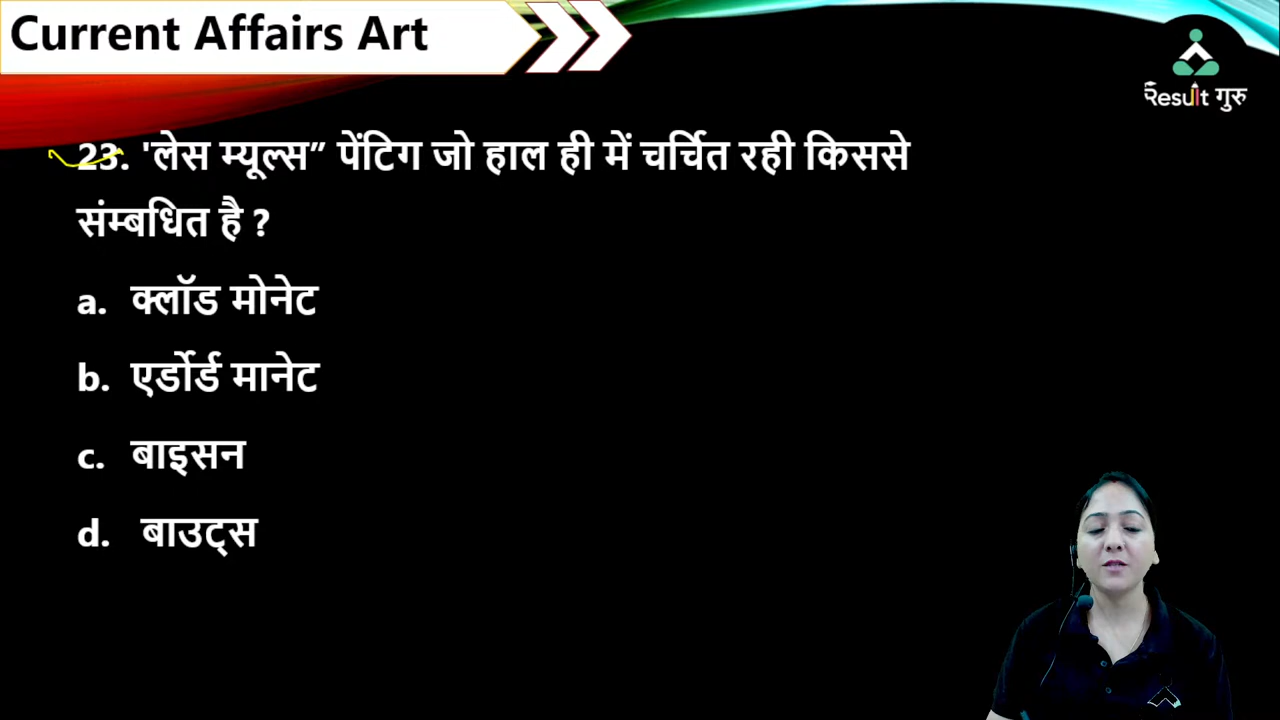 Current Affairs Art
Result गुरु
23. 'लेस म्यूल्स” पेंटिग जो हाल ही में चर्चित रही किससे
संम्बधित है ?
a. क्लॉड मोनेट
b. एर्डोर्ड मानेट
c. बाइसन
d. बाउट्स